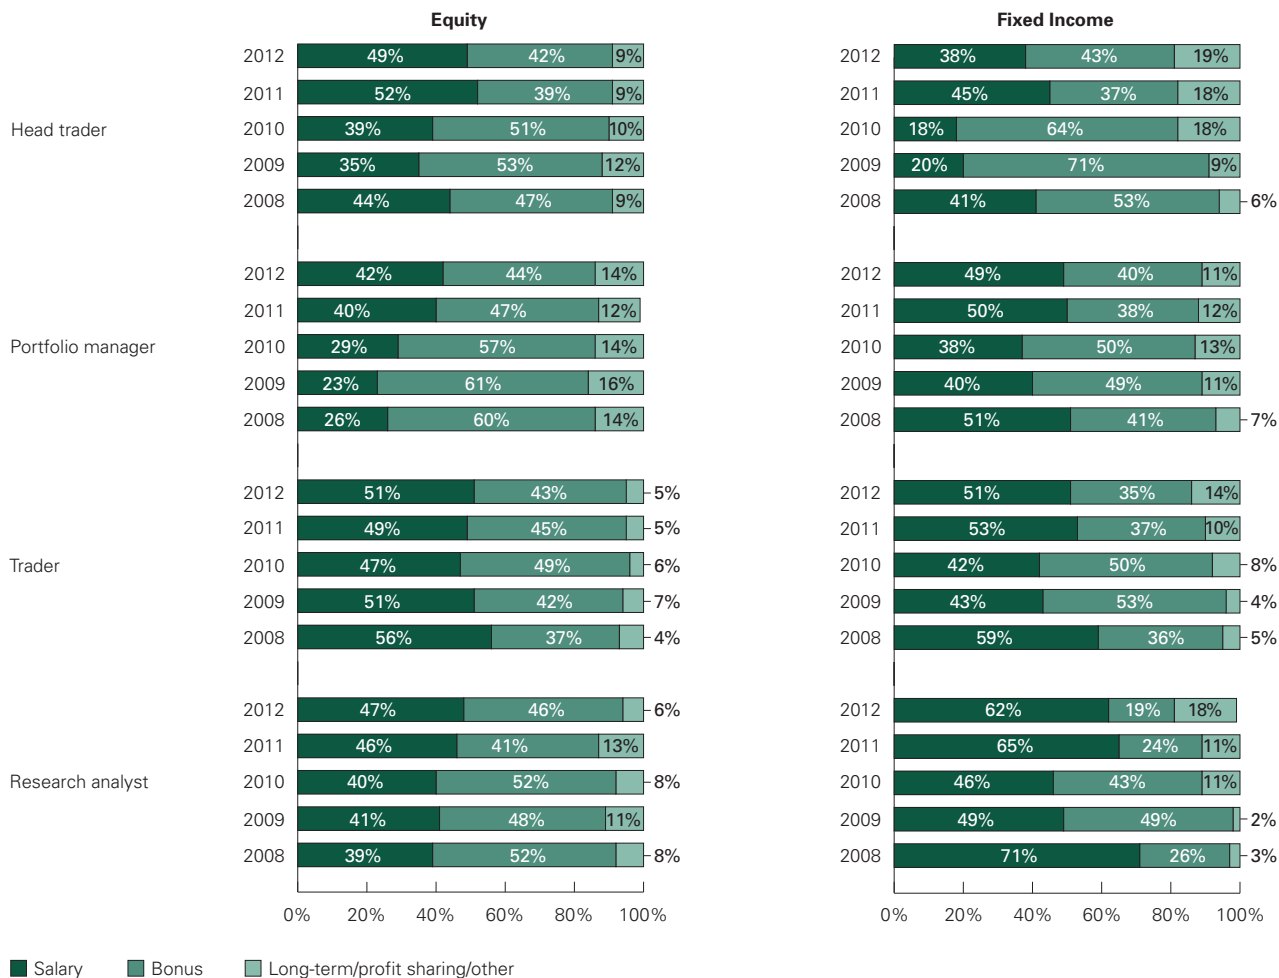 Equity Fixed Income
2012 49% 42% 9% 2012 38% 43% 19%
2011 52% 39% 9% 2011 45% 37% 18%
Head trader 2010 39% 51% 10% 2010 18% 64% 18%
2009 35% 53% 12% 2009 20% 71% 9%
2008 44% 47% 9% 2008 41% 53% 6%
2012 42% 44% 14% 2012 49% 40% 11%
2011 40% 47% 12% 2011 50% 38% 12%
Portfolio manager 2010 29% 57% 14% 2010 38% 50% 13%
2009 23% 61% 16% 2009 40% 49% 11%
2008 26% 60% 14% 2008 51% 41% 7%
2012 51% 43% 5% 2012 51% 35% 14%
2011 49% 45% 5% 2011 53% 37% 10%
Trader 2010 47% 49% 6% 2010 42% 50% 8%
2009 51% 42% 7% 2009 43% 53% 4%
2008 56% 37% 4% 2008 59% 36% 5%
2012 47% 46% 6% 2012 62% 19% 18%
2011 46% 41% 13% 2011 65% 24% 11%
Research analyst 2010 40% 52% 8% 2010 46% 43% 11%
2009 41% 48% 11% 2009 49% 49% 2%
2008 39% 52% 8% 2008 71% 26% 3%
0% 20% 40% 60% 80% 100% 0% 20% 40% 60% 80% 100%
Salary Bonus Long-term/profit sharing/other